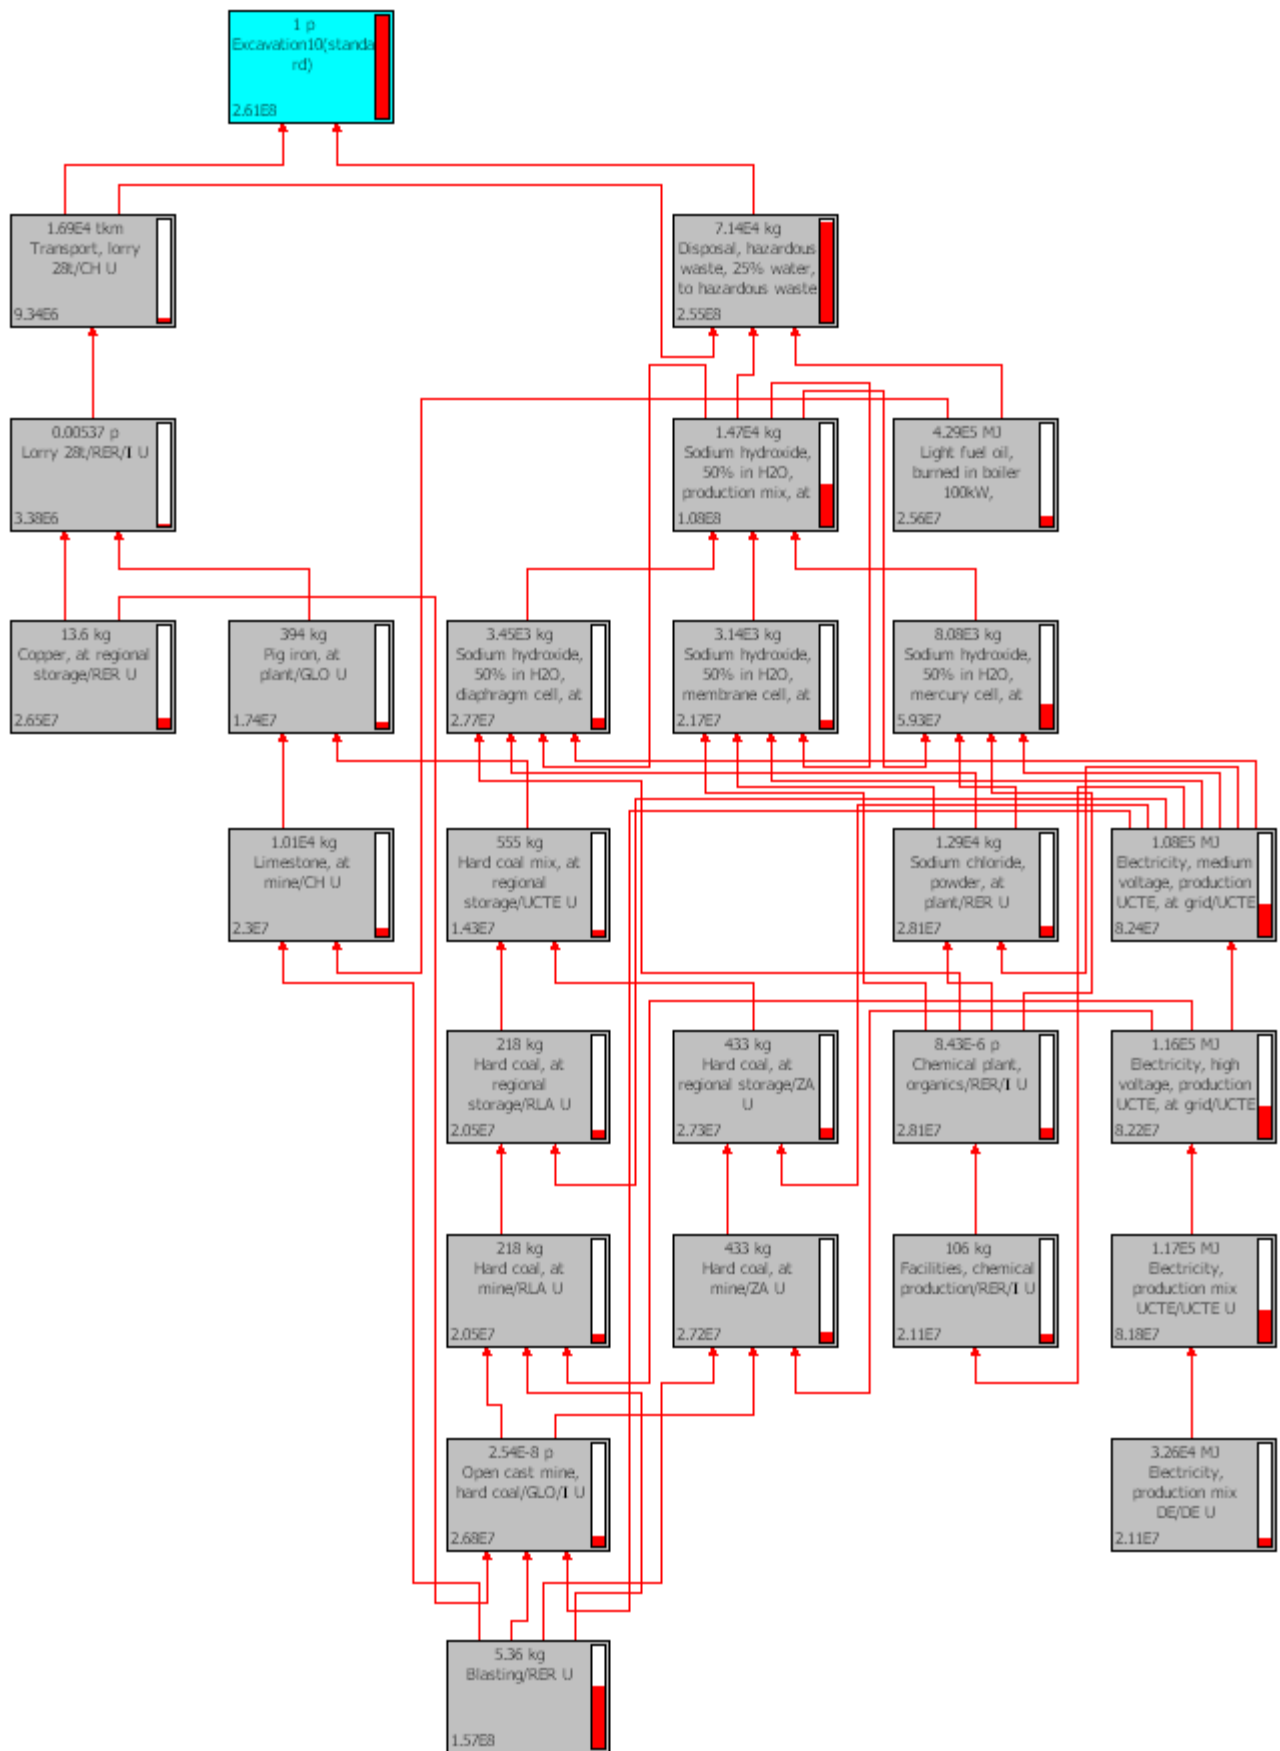 1 p
Excavation10(standa
rd)
2.61E8
1.69E4 tkm
Transport, lorry
28t/CH U
9.34E6
7.14E4 kg
Disposal, hazardous
waste, 25% water,
to hazardous waste
2.55E8
0.00537 p
Lorry 28t/RER/I U
3.38E6
1.47E4 kg
Sodium hydroxide,
50% in H2O,
production mix, at
1.08E8
4.29E5 MJ
Light fuel oil,
burned in boiler
100kW,
2.56E7
13.6 kg
Copper, at regional
storage/RER U
2.65E7
394 kg
Pig iron, at
plant/GLO U
1.74E7
3.45E3 kg
Sodium hydroxide,
50% in H2O,
diaphragm cell, at
2.77E7
3.14E3 kg
Sodium hydroxide,
50% in H2O,
membrane cell, at
2.17E7
8.08E3 kg
Sodium hydroxide,
50% in H2O,
mercury cell, at
5.93E7
1.01E4 kg
Limestone, at
mine/CH U
2.3E7
555 kg
Hard coal mix, at
regional
storage/UCTE U
1.43E7
1.29E4 kg
Sodium chloride,
powder, at
plant/RER U
2.81E7
1.08E5 MJ
Electricity, medium
voltage, production
UCTE, at grid/UCTE
8.24E7
218 kg
Hard coal, at
regional
storage/RLA U
2.05E7
433 kg
Hard coal, at
regional storage/ZA
U
2.73E7
8.43E-6 p
Chemical plant,
organics/RER/I U
2.81E7
1.16E5 MJ
Electricity, high
voltage, production
UCTE, at grid/UCTE
8.22E7
218 kg
Hard coal, at
mine/RLA U
2.05E7
433 kg
Hard coal, at
mine/ZA U
2.72E7
106 kg
Facilities, chemical
production/RER/I U
2.11E7
1.17E5 MJ
Electricity,
production mix
UCTE/UCTE U
8.18E7
2.54E-8 p
Open cast mine,
hard coal/GLO/I U
2.68E7
3.26E4 MJ
Electricity,
production mix
DE/DE U
2.11E7
5.36 kg
Blasting/RER U
1.57E8